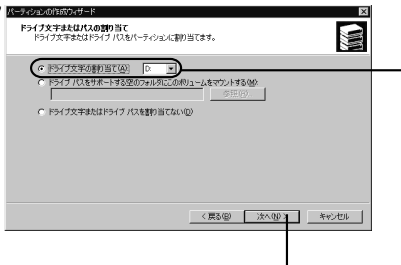 パーティションの作成ウィザード
ドライブ文字またはパスの割り当て
ドライブ文字またはドライブ パスをパーティションに割り当てます。
ドライブ文字の割り当て(A): D:
ドライブ パスをサポートする空のフォルダにこのボリュームをマウントする(M):
参照(R)...
ドライブ文字またはドライブ パスを割り当てない(D)
< 戻る(B) 次へ(N) > キャンセル